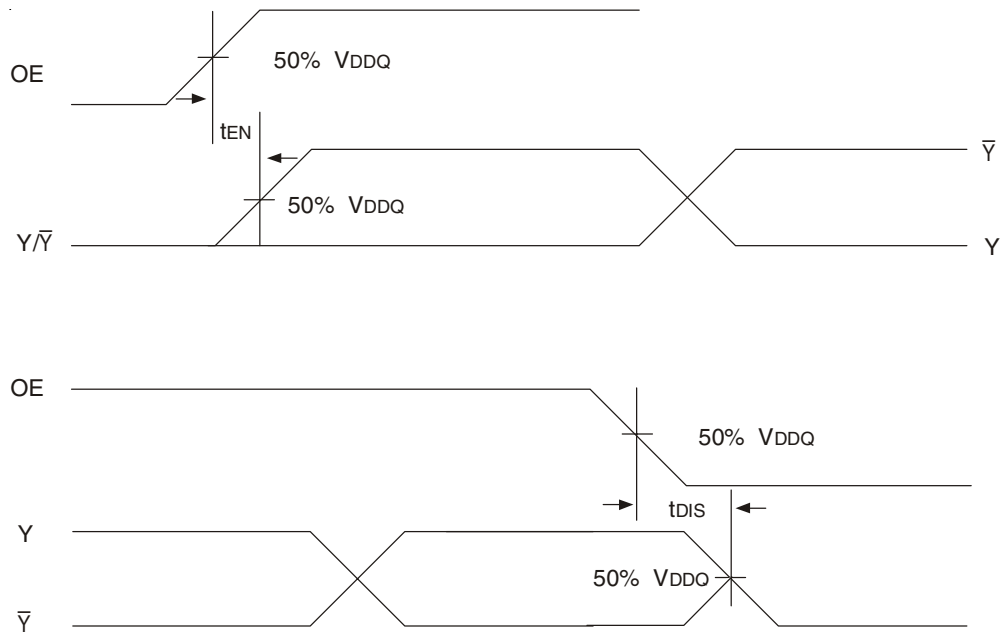 50% VDDQ
OE
tEN
Y̅
50% VDDQ
Y/Y̅
Y
OE
50% VDDQ
tDIS
Y
50% VDDQ
Y̅